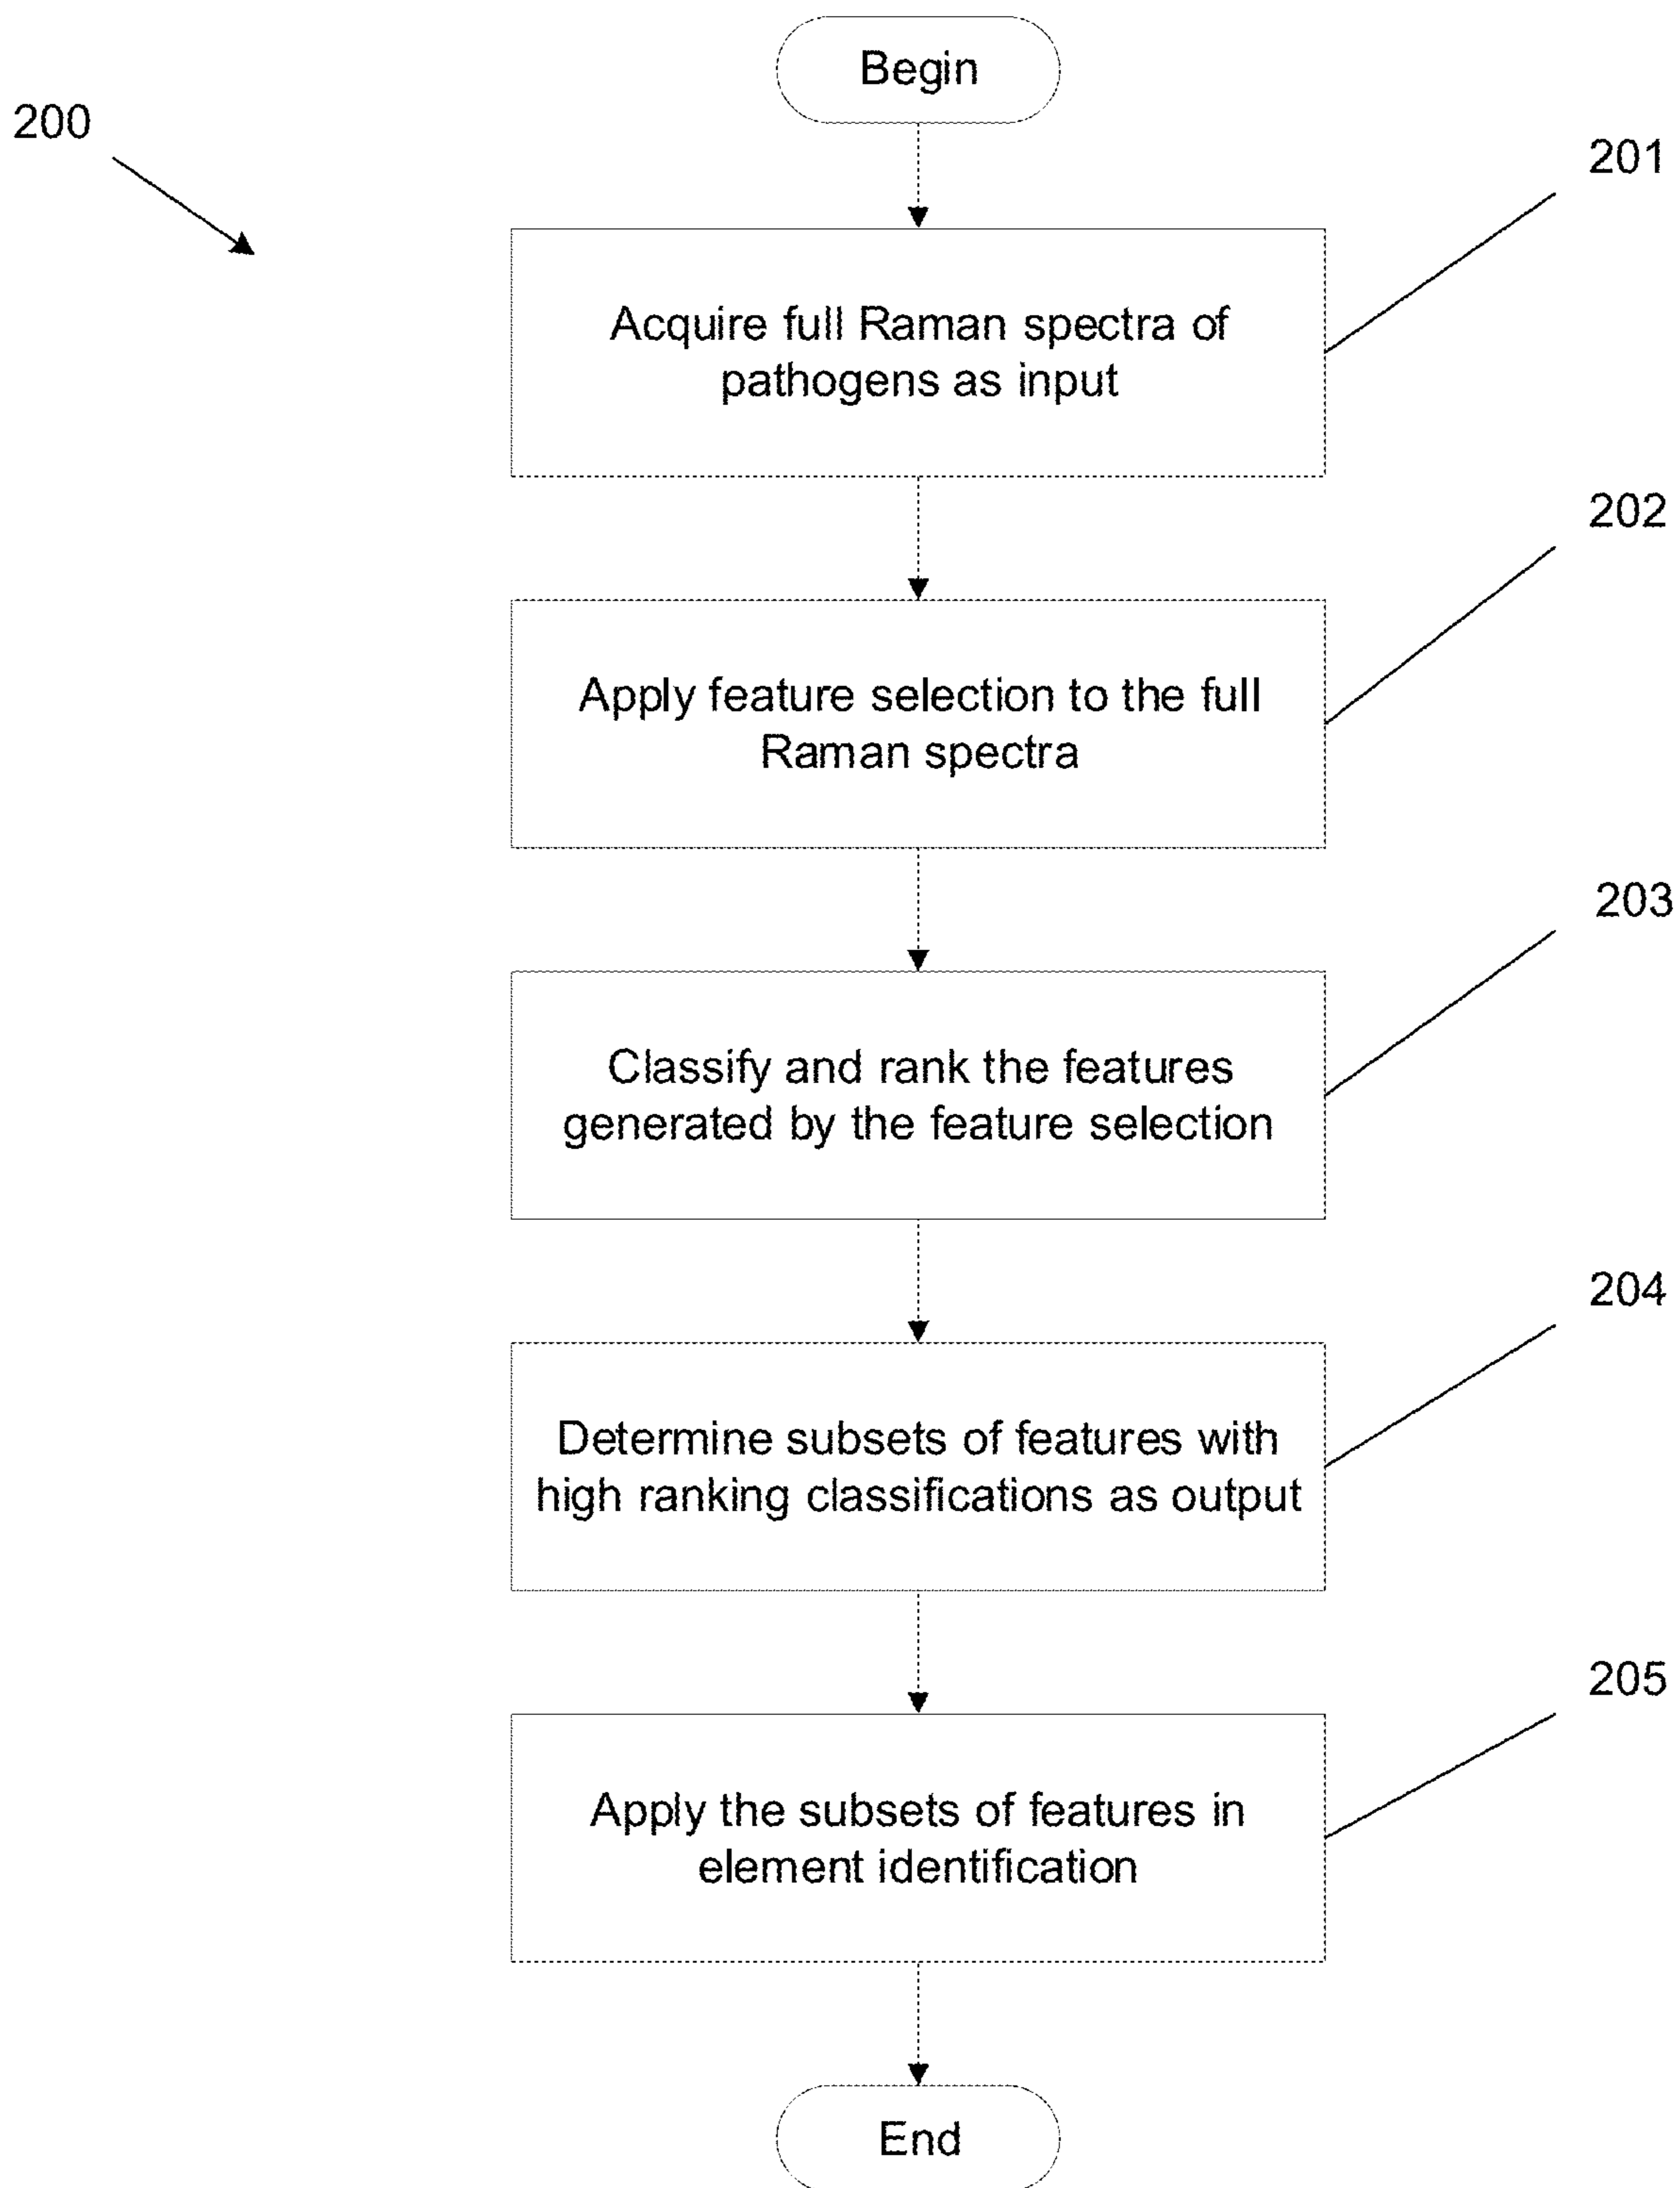 Begin
200
201
Acquire full Raman spectra of
pathogens as input
202
Apply feature selection to the full
Raman spectra
203
Classify and rank the features
generated by the feature selection
204
Determine subsets of features with
high ranking classifications as output
205
Apply the subsets of features in
element identification
End